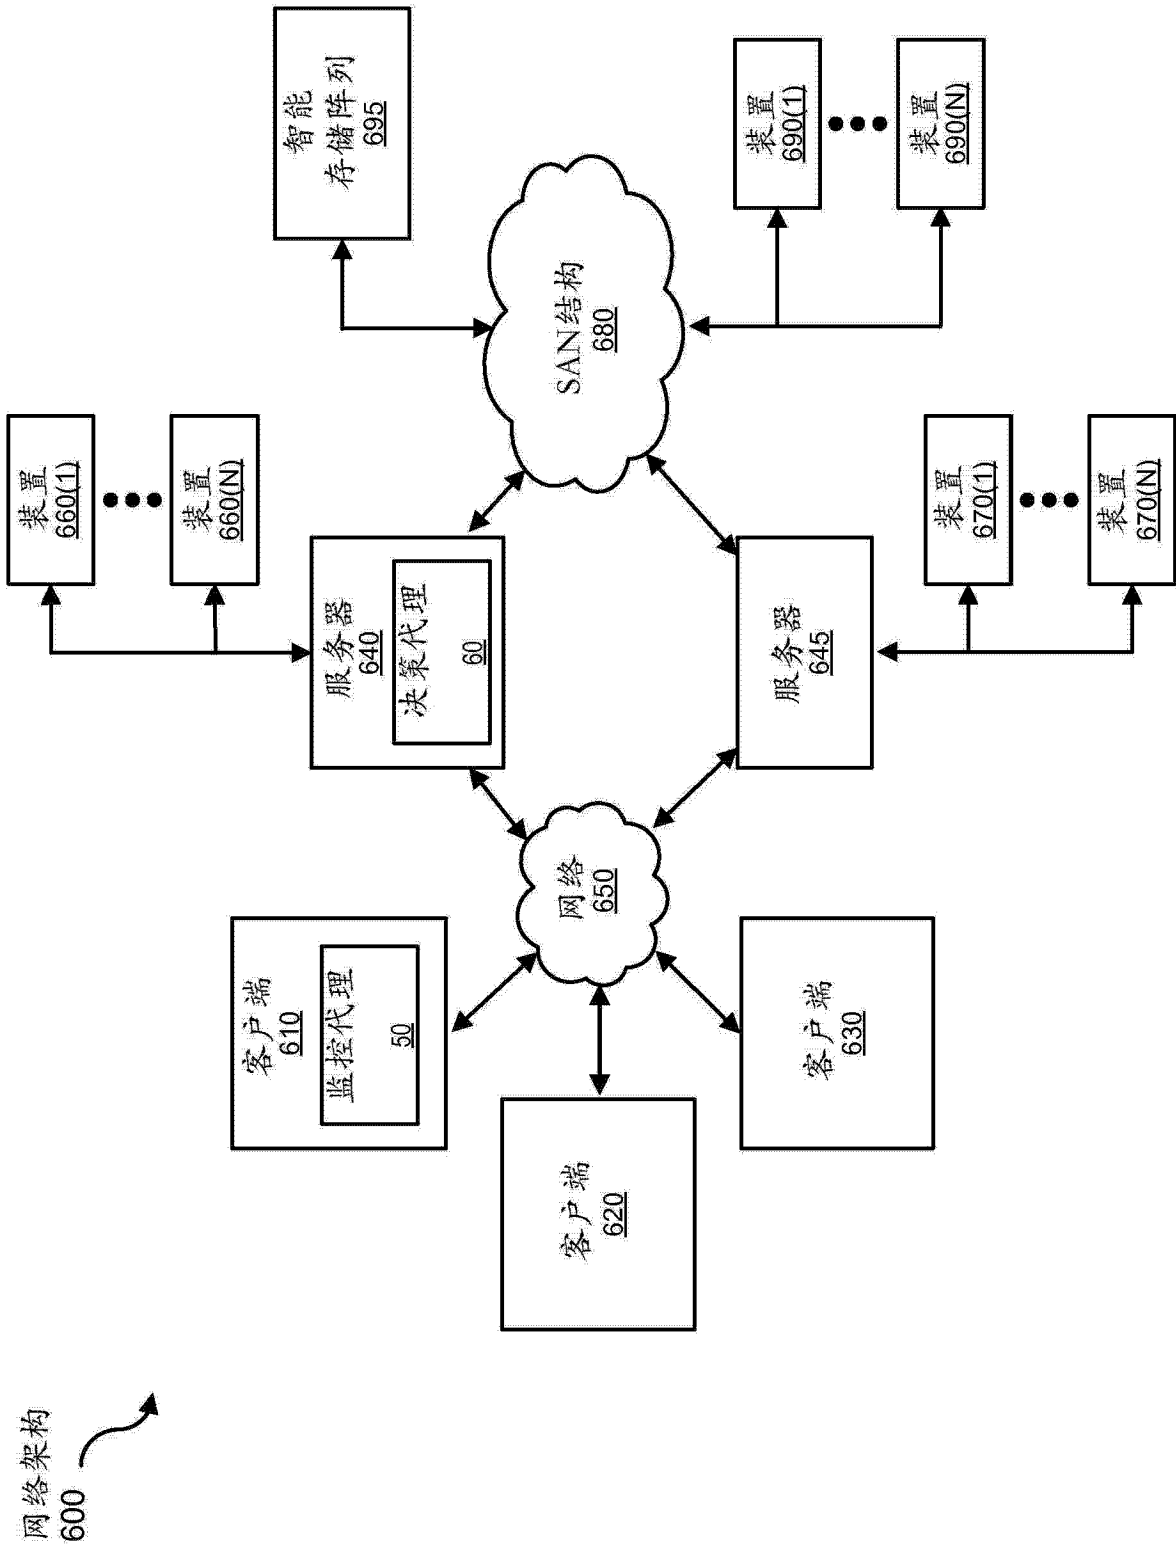 网络架构
600
客户端
610
监控代理
50
客户端
620
客户端
630
网络
650
服务器
640
决策代理
60
服务器
645
装置
660(1)
装置
660(N)
装置
670(1)
装置
670(N)
SAN结构
680
智能
存储阵列
695
装置
690(1)
装置
690(N)